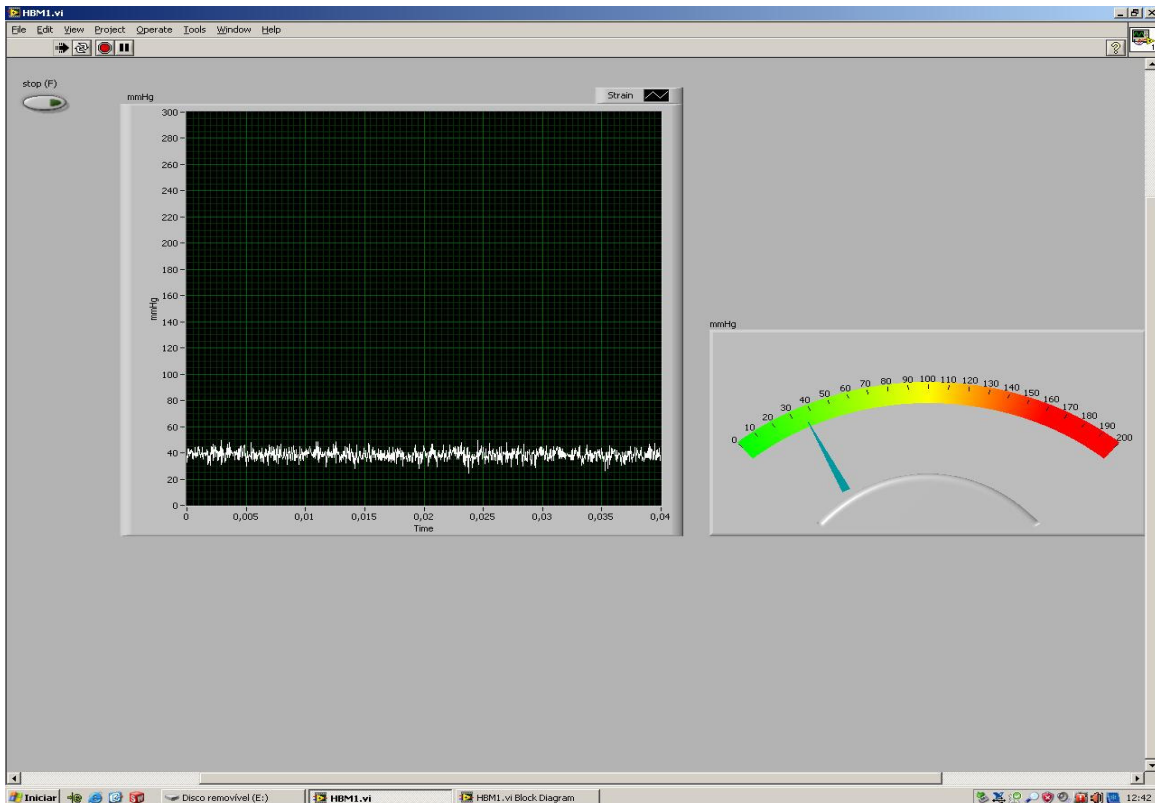 HBM1.vi
File Edit View Project Operate Tools Window Help
1
stop (F)
mmHg
Strain
300
280
260
240
220
200
180
160
140
120
100
80
60
40
20
0
mmHg
0 0,005 0,01 0,015 0,02 0,025 0,03 0,035 0,04
Time
mmHg
0 10 20 30 40 50 60 70 80 90 100 110 120 130 140 150 160 170 180 190 200
Iniciar Disco removível (E:) HBM1.vi HBM1.vi Block Diagram 12:42